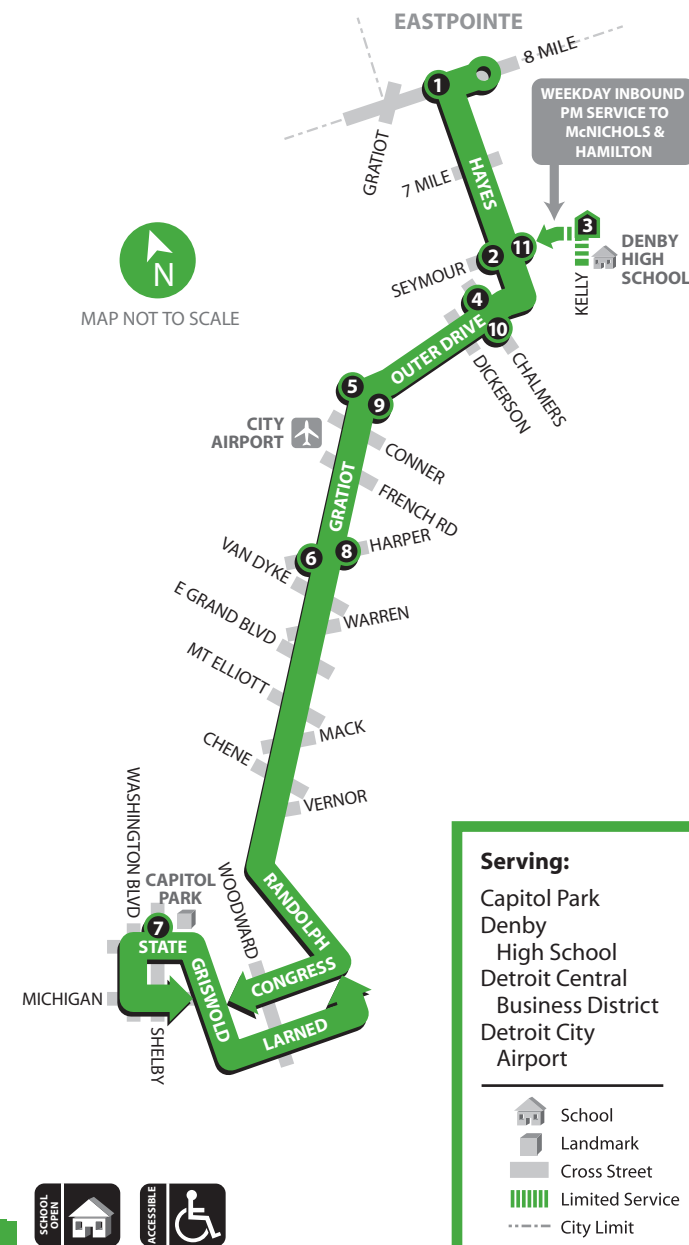 EASTPOINTE
8 MILE
1
GRATIOT
WEEKDAY INBOUND
PM SERVICE TO
McNICHOLS &
HAMILTON
7 MILE
HAYES
N
MAP NOT TO SCALE
3
11
2
SEYMOUR
KELLY
DENBY
HIGH
SCHOOL
4
10
OUTER DRIVE
DICKERSON
CHALMERS
5
9
CITY
AIRPORT
CONNER
GRATIOT
FRENCH RD
HARPER
6
8
VAN DYKE
E GRAND BLVD
WARREN
MT ELLIOTT
MACK
CHENE
VERNOR
WASHINGTON BLVD
CAPITOL
PARK
WOODWARD
RANDOLPH
7
STATE
GRISWOLD
CONGRESS
MICHIGAN
SHELBY
LARNED
Serving:
Capitol Park
Denby
High School
Detroit Central
Business District
Detroit City
Airport
School
Landmark
Cross Street
Limited Service
City Limit
SCHOOL
OPEN
ACCESSIBLE